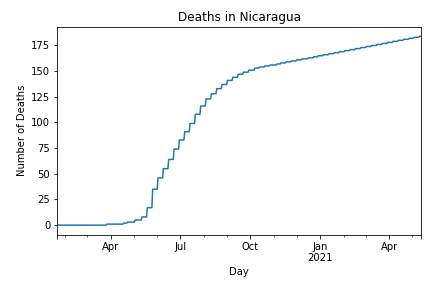 Deaths in Nicaragua
Number of Deaths
175
150
125
100
75
50
25
0
Apr
Jul
Oct
Jan
2021
Apr
Day